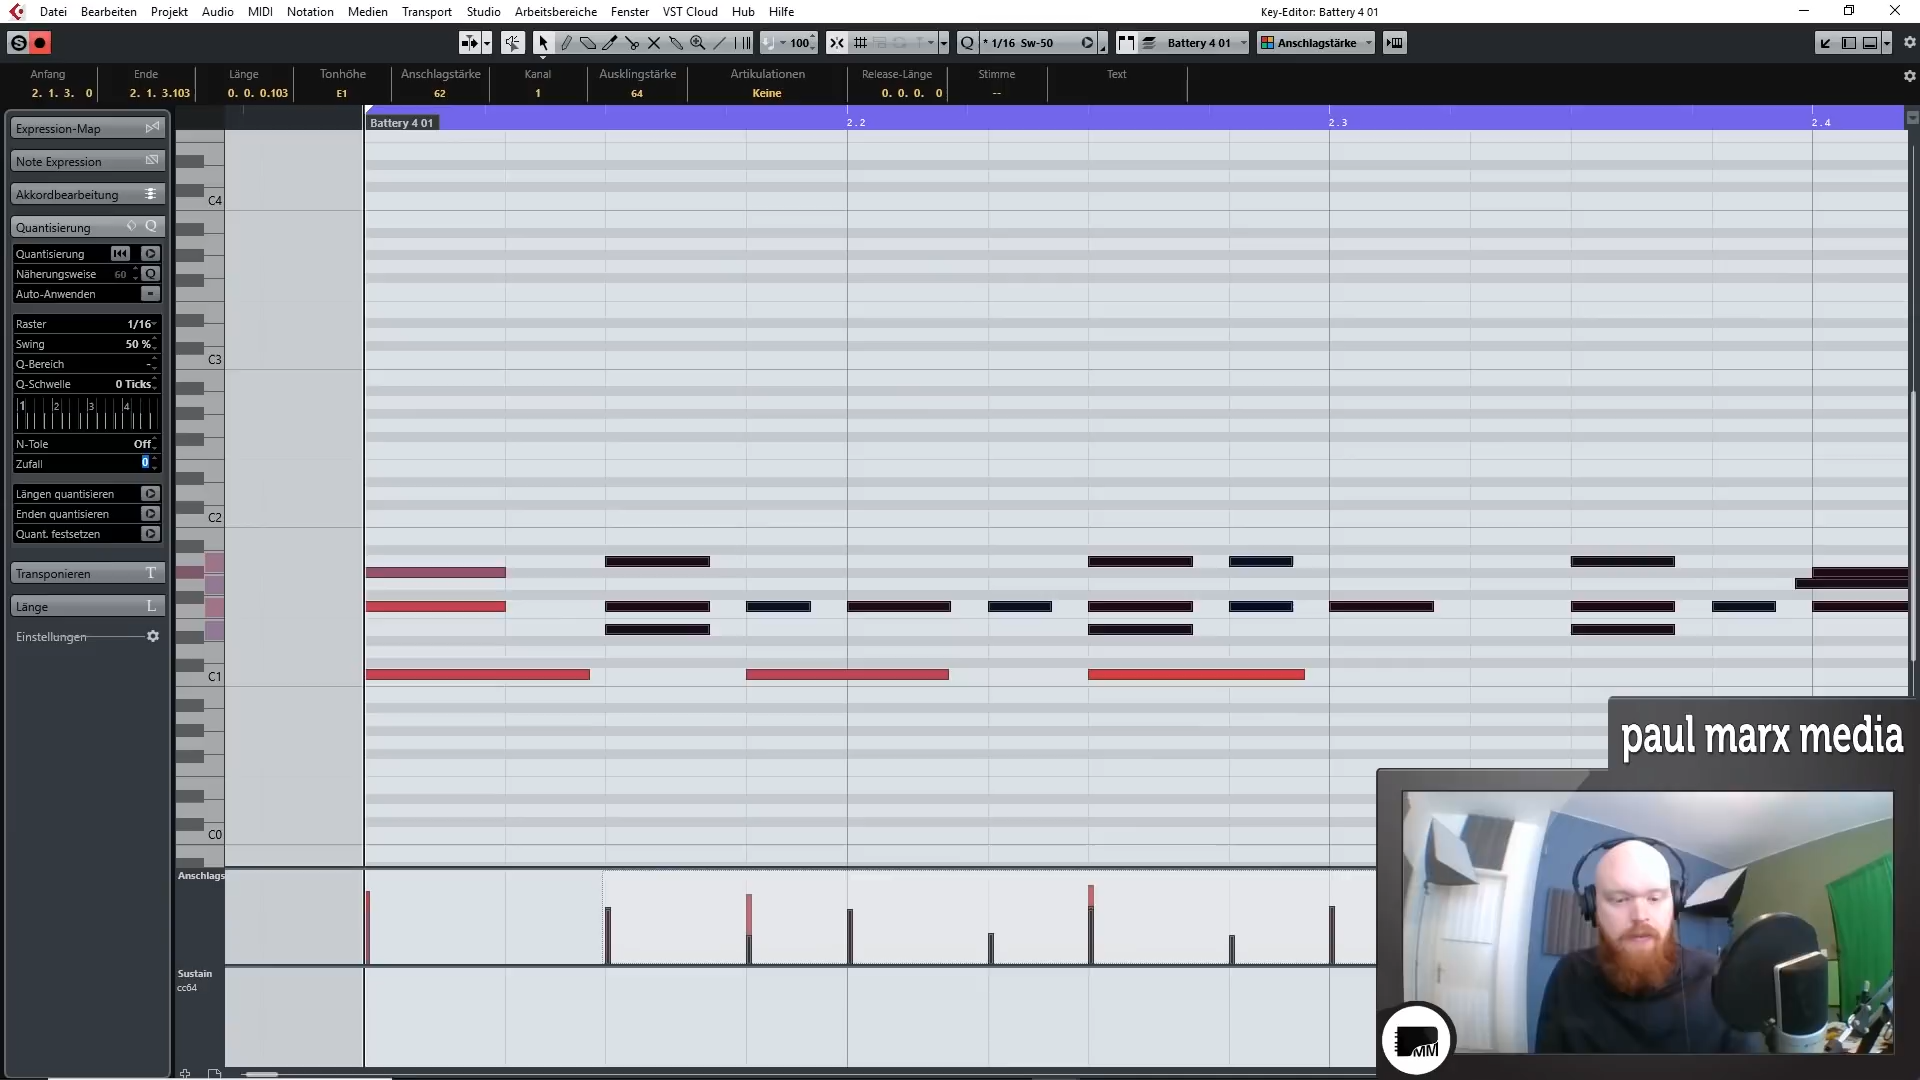 Datei Bearbeiten Projekt Audio MIDI Notation Medien Transport Studio Arbeitsbereiche Fenster VST Cloud Hub Hilfe Key-Editor: Battery 4 01
S 100 Q * 1/16 Sw-50 Battery 4 01 Anschlagstärke
Anfang Ende Länge Tonhöhe Anschlagstärke Kanal Ausklingstärke Artikulationen Release-Länge Stimme Text
2. 1. 3. 0 2. 1. 3.103 0. 0. 0.103 E1 62 1 64 Keine 0. 0. 0. 0 --
Battery 4 01 2.2 2.3 2.4
Expression-Map
Note Expression
Akkordbearbeitung
Quantisierung Q
Quantisierung
Näherungsweise 60 Q
Auto-Anwenden
Raster 1/16
Swing 50 %
Q-Bereich -
Q-Schwelle 0 Ticks
1 2 3 4
N-Tole Off
Zufall 0
Längen quantisieren
Enden quantisieren
Quant. festsetzen
Transponieren T
Länge L
Einstellungen
C4
C3
C2
C1
C0
Anschlags
Sustain
cc64
paul marx media
MM